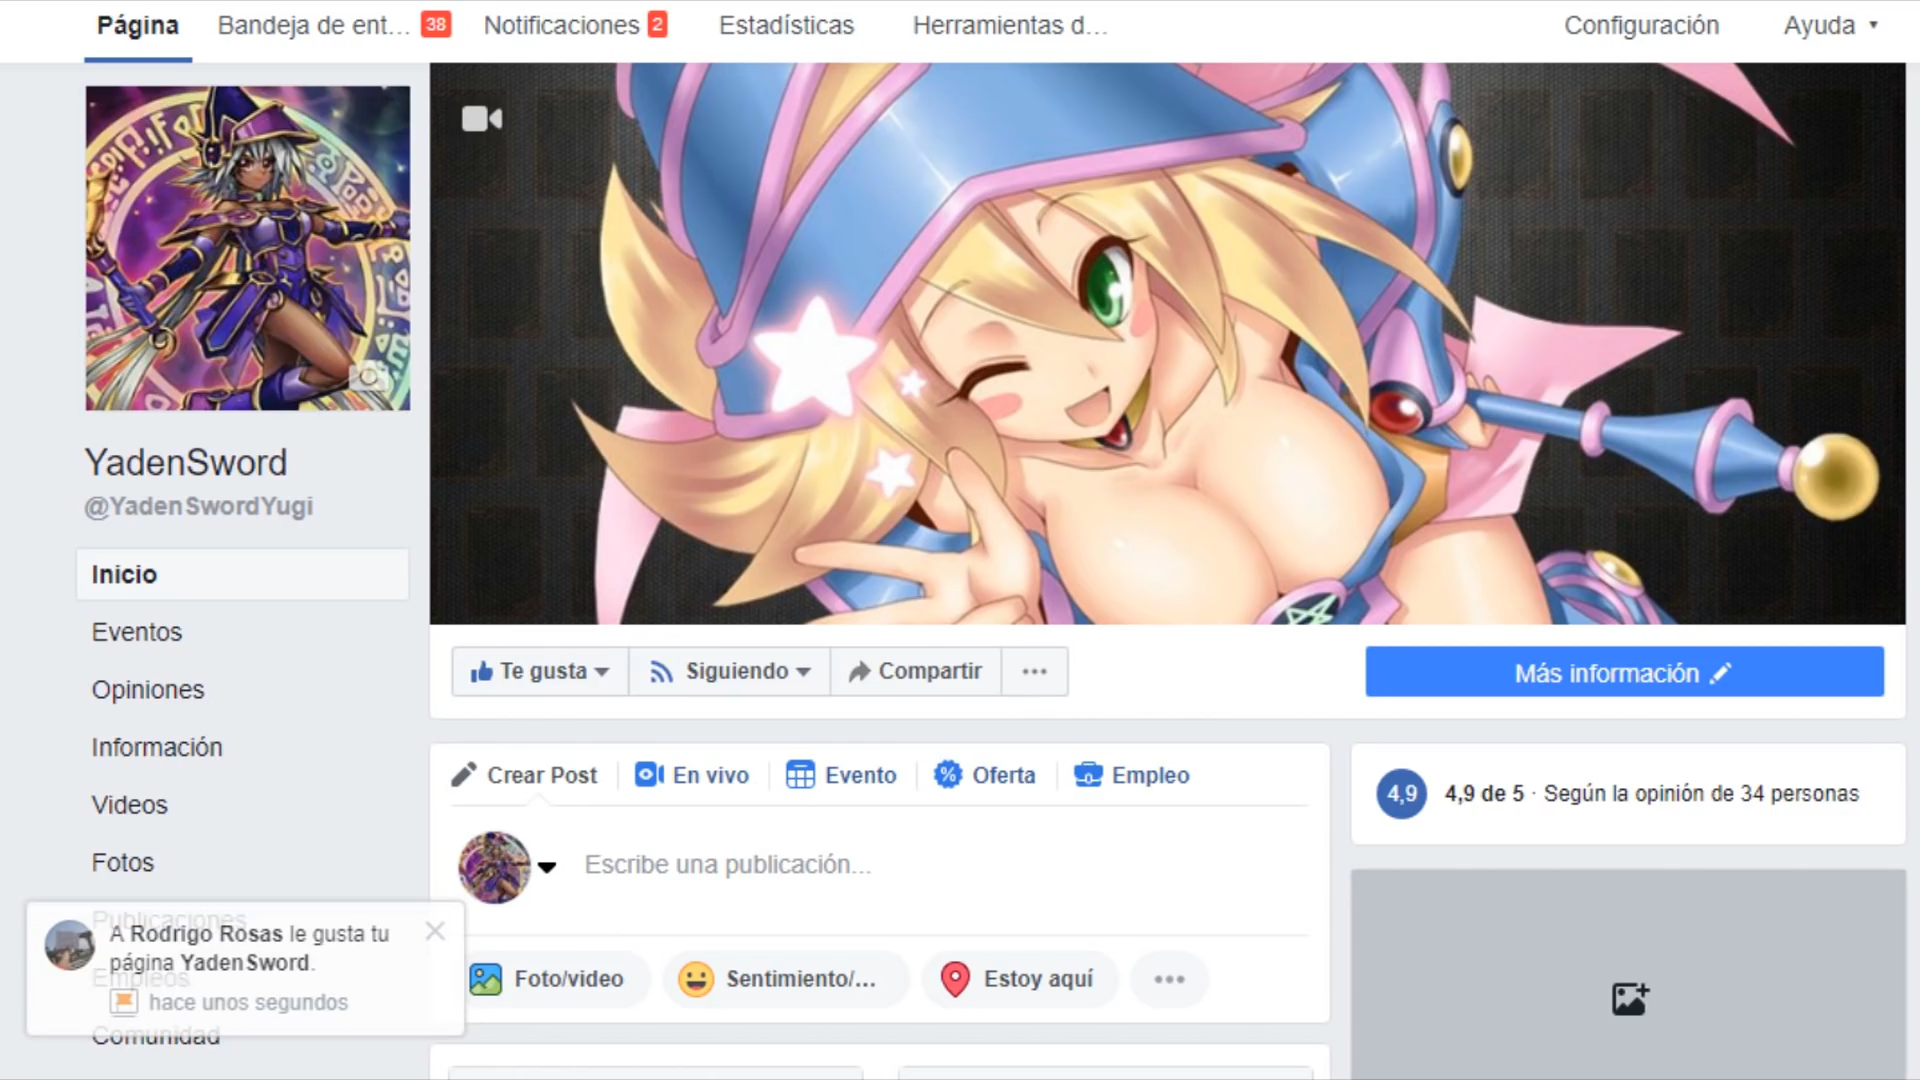 Página
Bandeja de ent... 38
Notificaciones 2
Estadísticas
Herramientas d...
Configuración
Ayuda
YadenSword
@YadenSwordYugi
Inicio
Eventos
Opiniones
Información
Videos
Fotos
Publicaciones
Empleos
Comunidad
A Rodrigo Rosas le gusta tu
página YadenSword.
hace unos segundos
Te gusta
Siguiendo
Compartir
...
Más información
Crear Post
En vivo
Evento
Oferta
Empleo
Escribe una publicación...
Foto/video
Sentimiento/...
Estoy aquí
...
4,9
4,9 de 5 · Según la opinión de 34 personas